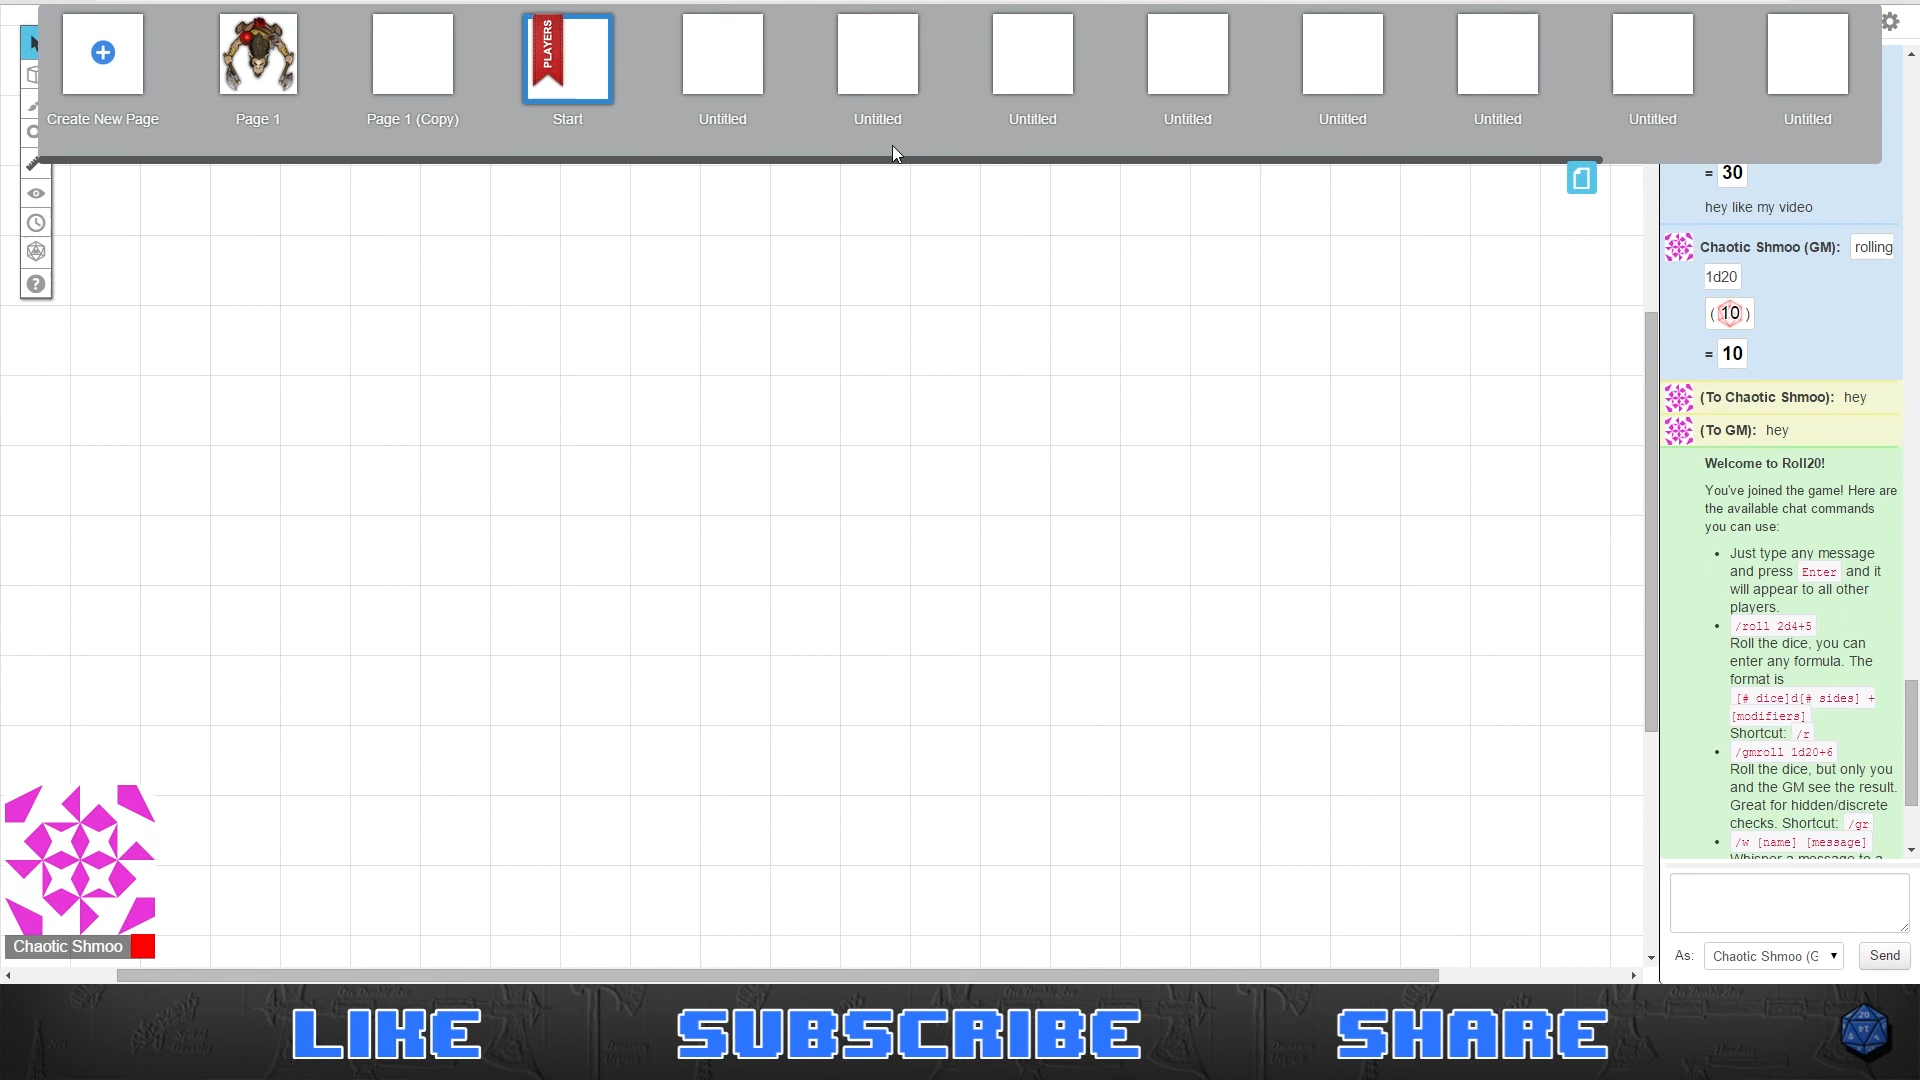 PLAYERS
Create New Page
Page 1
Page 1 (Copy)
Start
Untitled
Untitled
Untitled
Untitled
Untitled
Untitled
Untitled
Untitled
= 30
hey like my video
Chaotic Shmoo (GM): rolling
1d20
(10)
= 10
(To Chaotic Shmoo): hey
(To GM): hey
Welcome to Roll20!
You've joined the game! Here are
the available chat commands
you can use:
• Just type any message
and press Enter and it
will appear to all other
players.
• /roll 2d4+5
Roll the dice, you can
enter any formula. The
format is
[# dice]d[# sides] +
[modifiers]
Shortcut: /r
• /gmroll 1d20+6
Roll the dice, but only you
and the GM see the result.
Great for hidden/discrete
checks. Shortcut: /gr
• /w [name] [message]
Whisper a message to a
Chaotic Shmoo
As: Chaotic Shmoo (G
Send
LIKE SUBSCRIBE SHARE
20